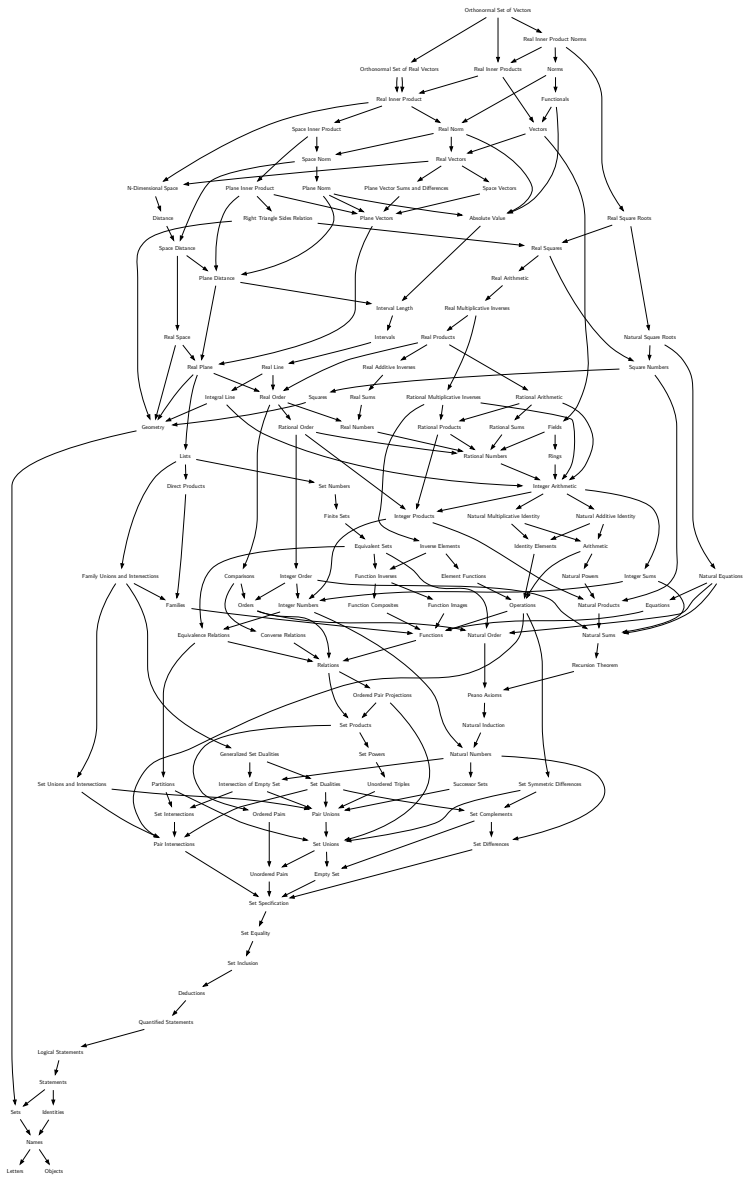 Orthonormal Set of Vectors
Real Inner Product Norms
Orthonormal Set of Real Vectors
Real Inner Products
Norms
Real Inner Product
Functionals
Space Inner Product
Real Norm
Vectors
Space Norm
Real Vectors
N-Dimensional Space
Plane Inner Product
Plane Norm
Plane Vector Sums and Differences
Space Vectors
Distance
Right Triangle Sides Relation
Plane Vectors
Absolute Value
Real Square Roots
Space Distance
Real Squares
Plane Distance
Real Arithmetic
Interval Length
Real Multiplicative Inverses
Real Space
Intervals
Real Products
Natural Square Roots
Real Plane
Real Line
Real Additive Inverses
Square Numbers
Integral Line
Real Order
Squares
Real Sums
Rational Multiplicative Inverses
Rational Arithmetic
Geometry
Rational Order
Real Numbers
Rational Products
Rational Sums
Fields
Lists
Rational Numbers
Rings
Direct Products
Set Numbers
Integer Arithmetic
Finite Sets
Integer Products
Natural Multiplicative Identity
Natural Additive Identity
Equivalent Sets
Inverse Elements
Identity Elements
Arithmetic
Family Unions and Intersections
Comparisons
Integer Order
Function Inverses
Element Functions
Natural Powers
Integer Sums
Natural Equations
Families
Orders
Integer Numbers
Function Composites
Function Images
Operations
Natural Products
Equations
Equivalence Relations
Converse Relations
Functions
Natural Order
Natural Sums
Relations
Recursion Theorem
Ordered Pair Projections
Peano Axioms
Set Products
Natural Induction
Generalized Set Dualities
Set Powers
Natural Numbers
Set Unions and Intersections
Partitions
Intersection of Empty Set
Set Dualities
Unordered Triples
Successor Sets
Set Symmetric Differences
Set Intersections
Ordered Pairs
Pair Unions
Set Complements
Pair Intersections
Set Unions
Set Differences
Unordered Pairs
Empty Set
Set Specification
Set Equality
Set Inclusion
Deductions
Quantified Statements
Logical Statements
Statements
Sets
Identities
Names
Letters
Objects